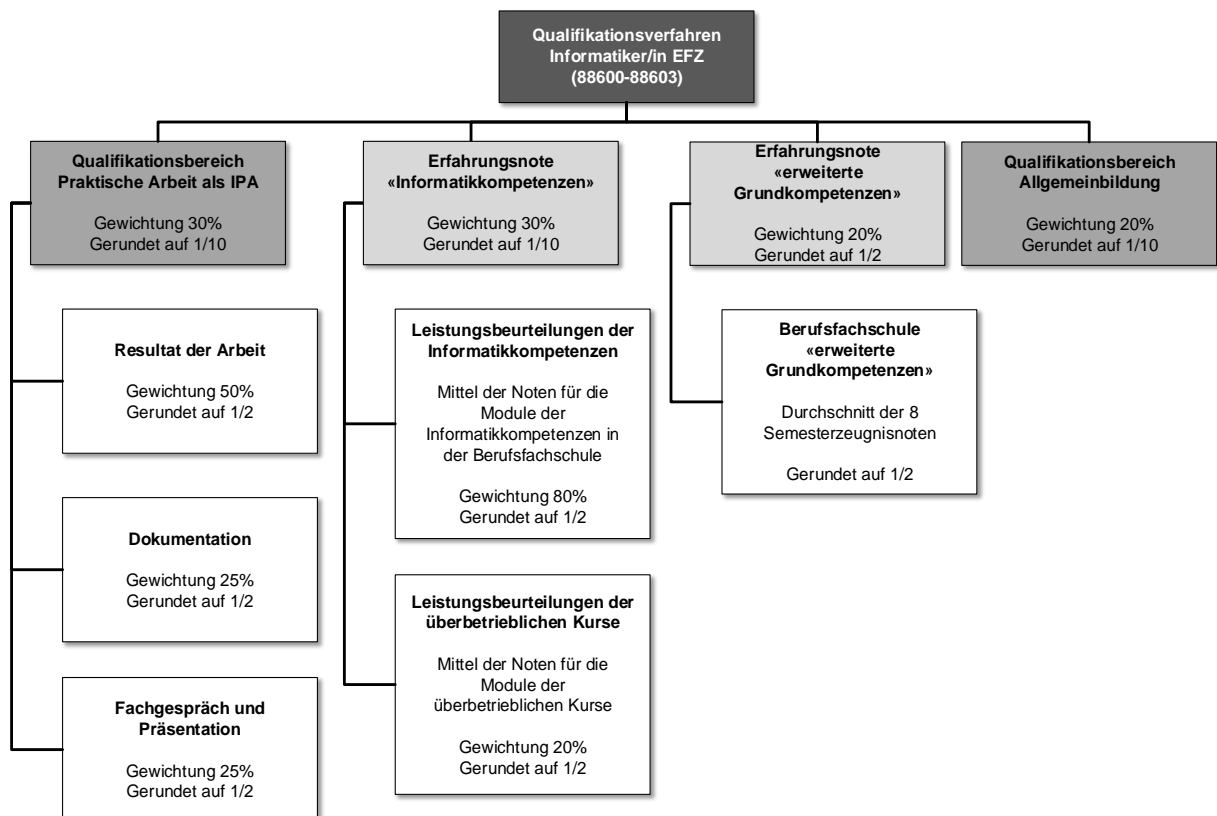 Qualifikationsverfahren
Informatiker/in EFZ
(88600-88603)
Qualifikationsbereich
Praktische Arbeit als IPA
Gewichtung 30%
Gerundet auf 1/10
Resultat der Arbeit
Gewichtung 50%
Gerundet auf 1/2
Dokumentation
Gewichtung 25%
Gerundet auf 1/2
Fachgespräch und
Präsentation
Gewichtung 25%
Gerundet auf 1/2
Erfahrungsnote
«Informatikkompetenzen»
Gewichtung 30%
Gerundet auf 1/10
Leistungsbeurteilungen der
Informatikkompetenzen
Mittel der Noten für die
Module der
Informatikkompetenzen in
der Berufsfachschule
Gewichtung 80%
Gerundet auf 1/2
Leistungsbeurteilungen der
überbetrieblichen Kurse
Mittel der Noten für die
Module der
überbetrieblichen Kurse
Gewichtung 20%
Gerundet auf 1/2
Erfahrungsnote
«erweiterte
Grundkompetenzen»
Gewichtung 20%
Gerundet auf 1/2
Berufsfachschule
«erweiterte
Grundkompetenzen»
Durchschnitt der 8
Semesterzeugnisnoten
Gerundet auf 1/2
Qualifikationsbereich
Allgemeinbildung
Gewichtung 20%
Gerundet auf 1/10